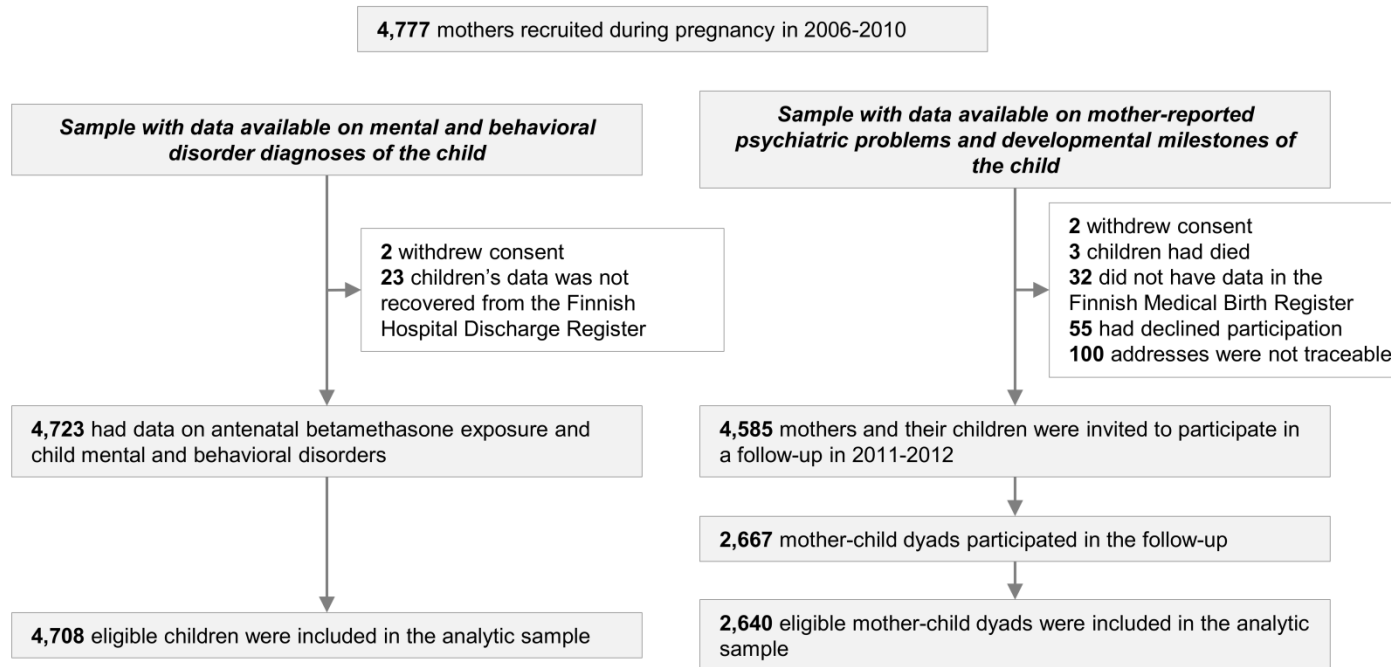 4,777 mothers recruited during pregnancy in 2006-2010
Sample with data available on mental and behavioral
disorder diagnoses of the child
2 withdrew consent
23 children's data was not
recovered from the Finnish
Hospital Discharge Register
4,723 had data on antenatal betamethasone exposure and
child mental and behavioral disorders
4,708 eligible children were included in the analytic sample
Sample with data available on mother-reported
psychiatric problems and developmental milestones of
the child
2 withdrew consent
3 children had died
32 did not have data in the
Finnish Medical Birth Register
55 had declined participation
100 addresses were not traceable
4,585 mothers and their children were invited to participate in
a follow-up in 2011-2012
2,667 mother-child dyads participated in the follow-up
2,640 eligible mother-child dyads were included in the analytic
sample